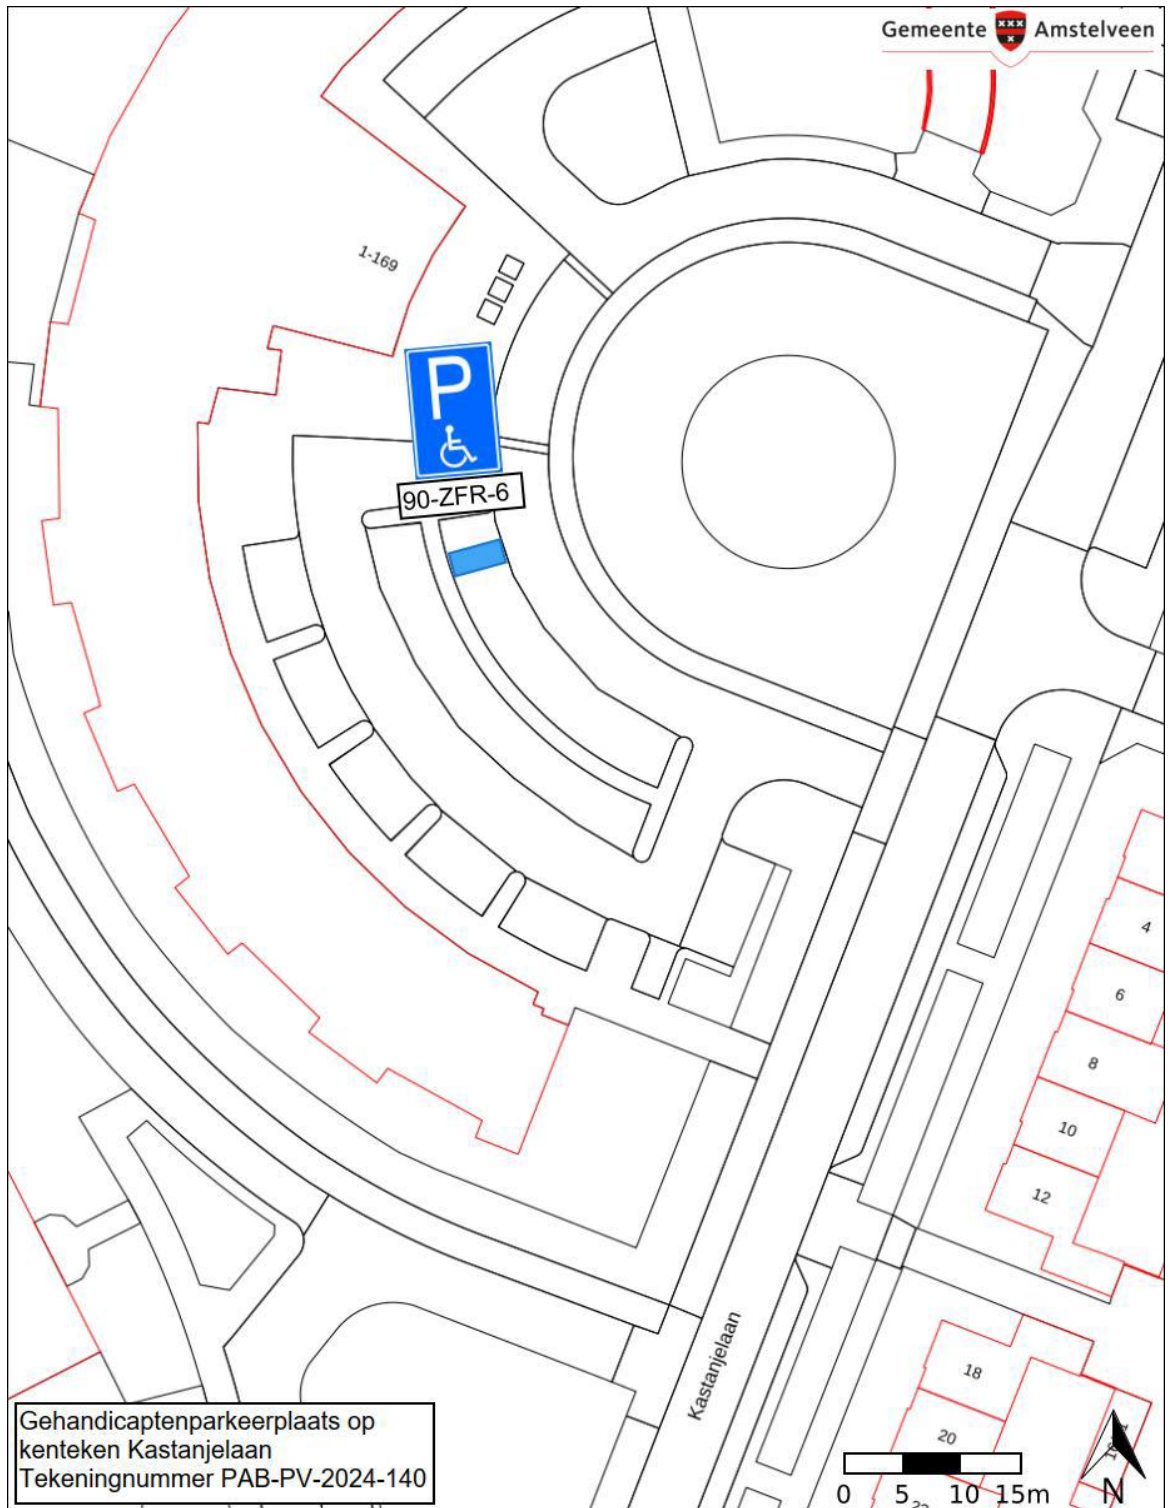 Gemeente Amstelveen
1-169
P
90-ZFR-6
4
6
8
10
12
18
20
Kastanjelaan
Gehandicaptenparkeerplaats op
kenteken Kastanjelaan
Tekeningnummer PAB-PV-2024-140
0 5 10 15m
N